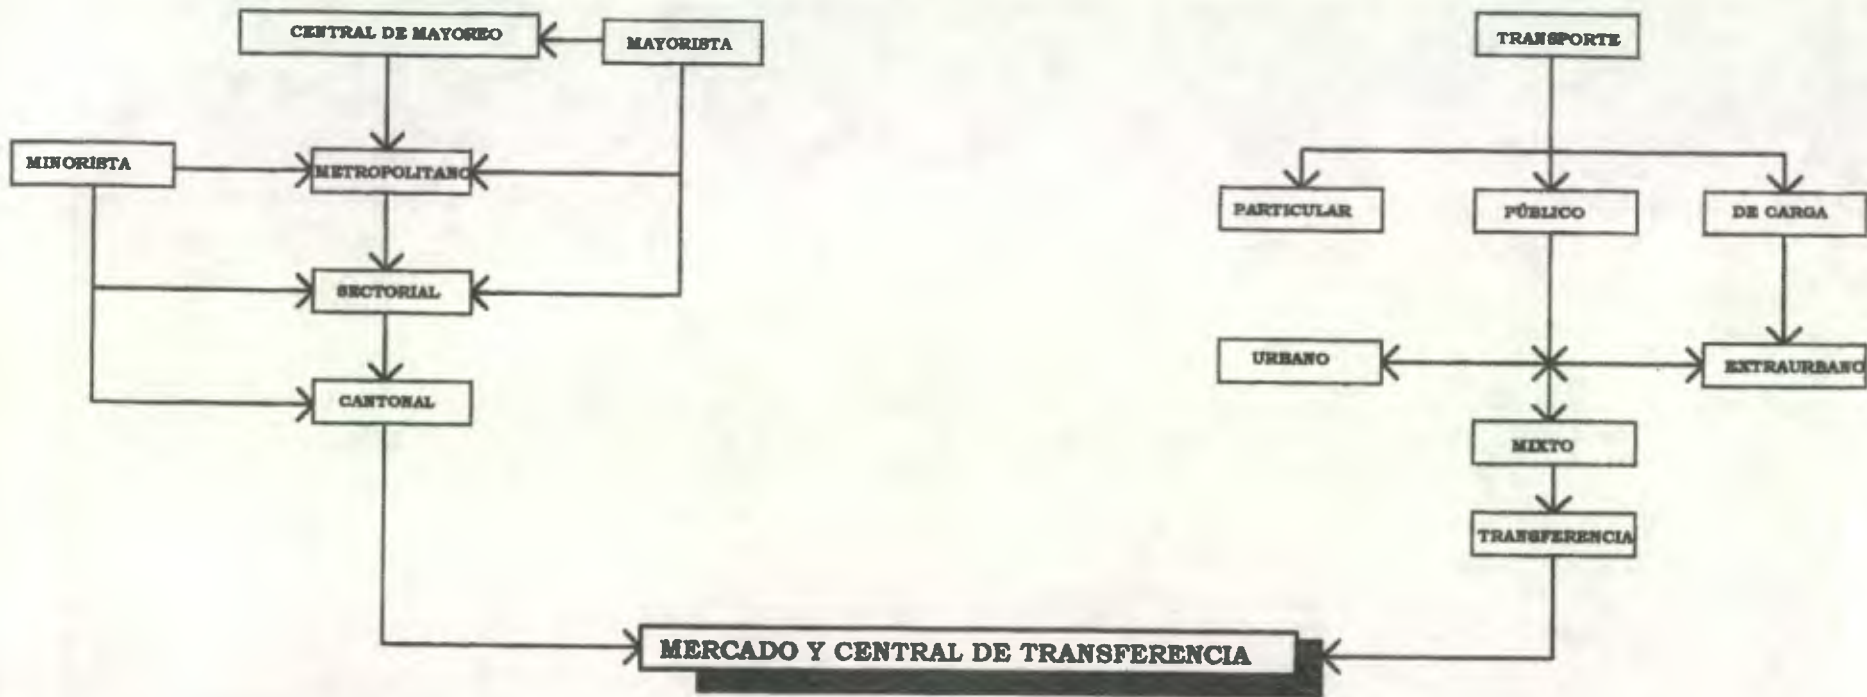 CENTRAL DE MAYOREO
MAYORISTA
TRANSPORTE
MINORISTA
METROPOLITANO
PARTICULAR
PÚBLICO
DE CARGA
SECTORIAL
URBANO
EXTRAURBANO
CANTONAL
MIXTO
TRANSFERENCIA
MERCADO Y CENTRAL DE TRANSFERENCIA